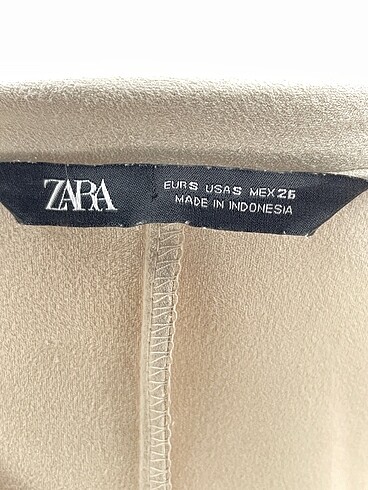 ZARA
EUR S USA S MEX 26
MADE IN INDONESIA